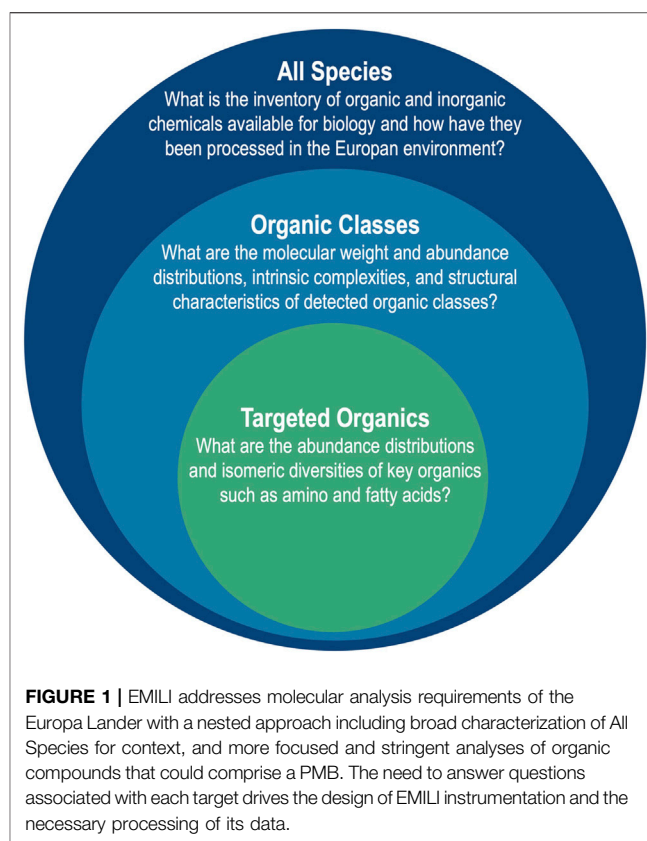 All Species
What is the inventory of organic and inorganic
chemicals available for biology and how have they
been processed in the Europan environment?
Organic Classes
What are the molecular weight and abundance
distributions, intrinsic complexities, and structural
characteristics of detected organic classes?
Targeted Organics
What are the abundance distributions
and isomeric diversities of key organics
such as amino and fatty acids?
FIGURE 1 | EMILI addresses molecular analysis requirements of the
Europa Lander with a nested approach including broad characterization of All
Species for context, and more focused and stringent analyses of organic
compounds that could comprise a PMB. The need to answer questions
associated with each target drives the design of EMILI instrumentation and the
necessary processing of its data.